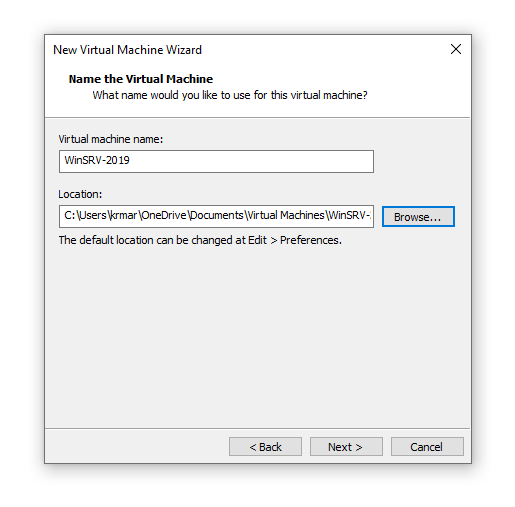 New Virtual Machine Wizard
Name the Virtual Machine
What name would you like to use for this virtual machine?
Virtual machine name:
WinSRV-2019
Location:
C:\Users\krmar\OneDrive\Documents\Virtual Machines\WinSRV-
Browse...
The default location can be changed at Edit > Preferences.
< Back
Next >
Cancel